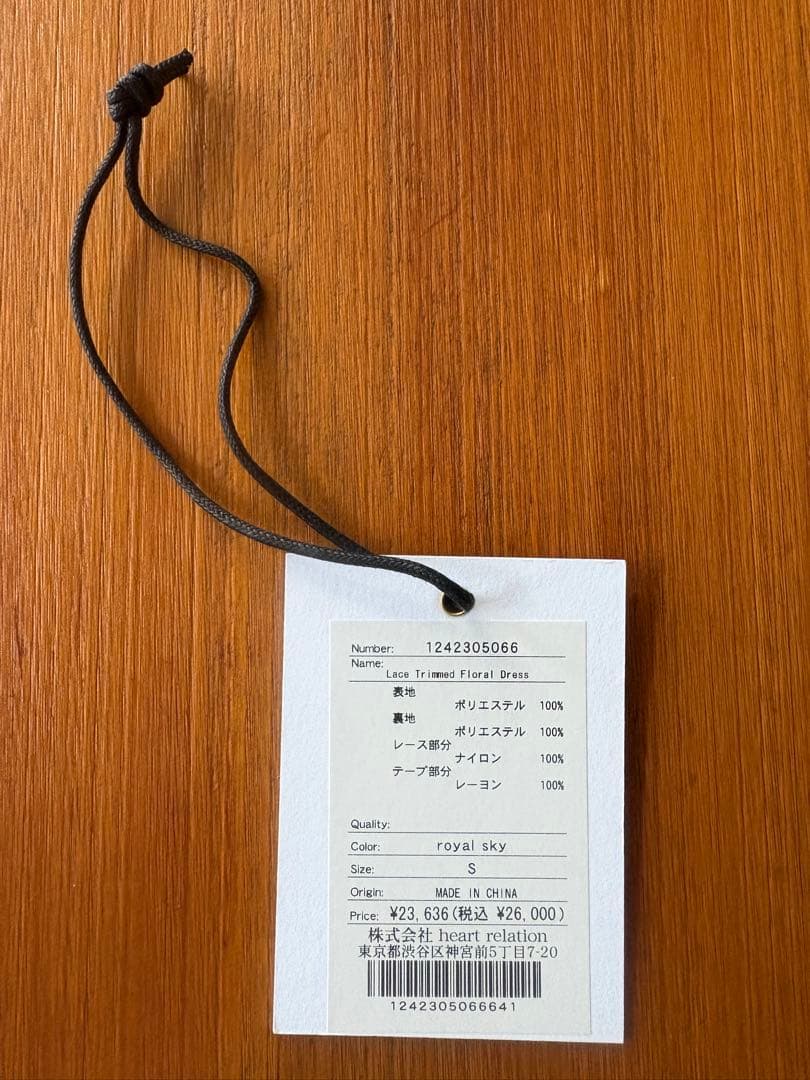 Number: 1242305066
Name:
Lace Trimmed Floral Dress
表地
ポリエステル 100%
裏地
ポリエステル 100%
レース部分
ナイロン 100%
テープ部分
レーヨン 100%
Quality:
Color: royal sky
Size: S
Origin: MADE IN CHINA
Price: ¥23,636(税込 ¥26,000)
株式会社 heart relation
東京都渋谷区神宮前5丁目7-20
1242305066641